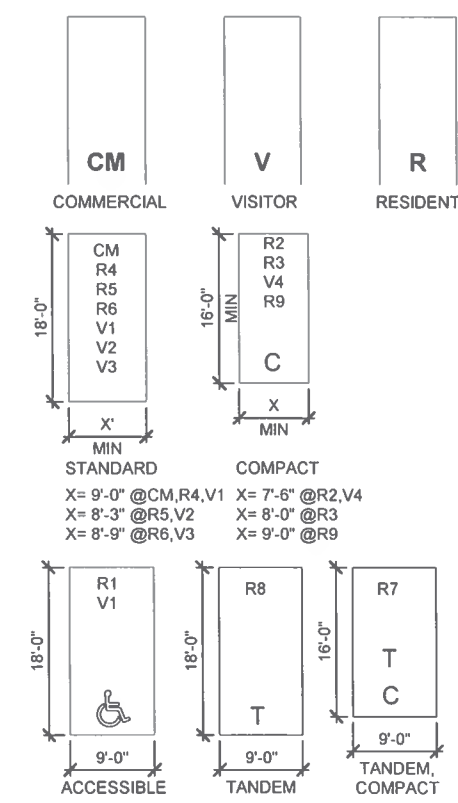 CM
V
R
COMMERCIAL
VISITOR
RESIDENT
18'-0"
CM
R4
R5
R6
V1
V2
V3
X'
MIN
STANDARD
X= 9'-0" @CM,R4,V1
X= 8'-3" @R5,V2
X= 8'-9" @R6,V3
16'-0"
MIN
R2
R3
V4
R9
C
X
MIN
COMPACT
X= 7'-6" @R2,V4
X= 8'-0" @R3
X= 9'-0" @R9
18'-0"
R1
V1
9'-0"
ACCESSIBLE
18'-0"
R8
T
9'-0"
TANDEM
16'-0"
R7
T
C
9'-0"
TANDEM,
COMPACT